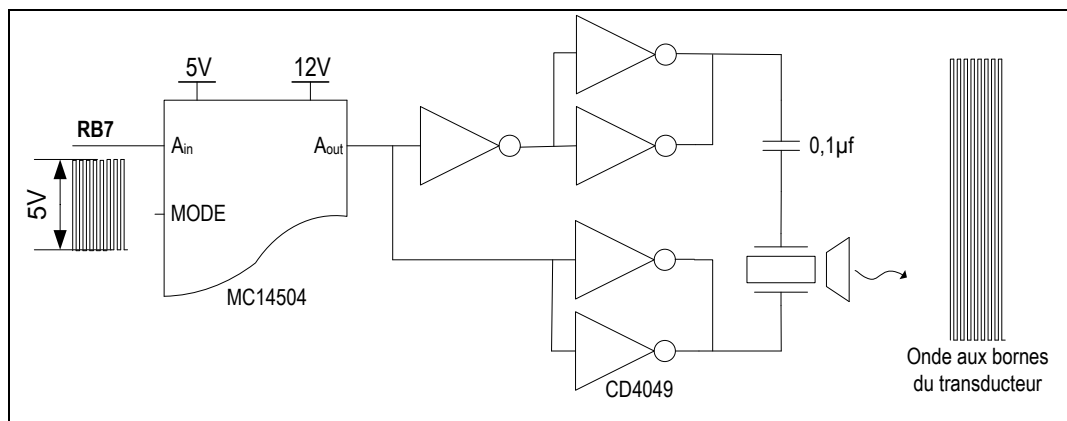 5V
12V
RB7
Ain
Aout
5V
MODE
MC14504
0,1µf
CD4049
Onde aux bornes
du transducteur